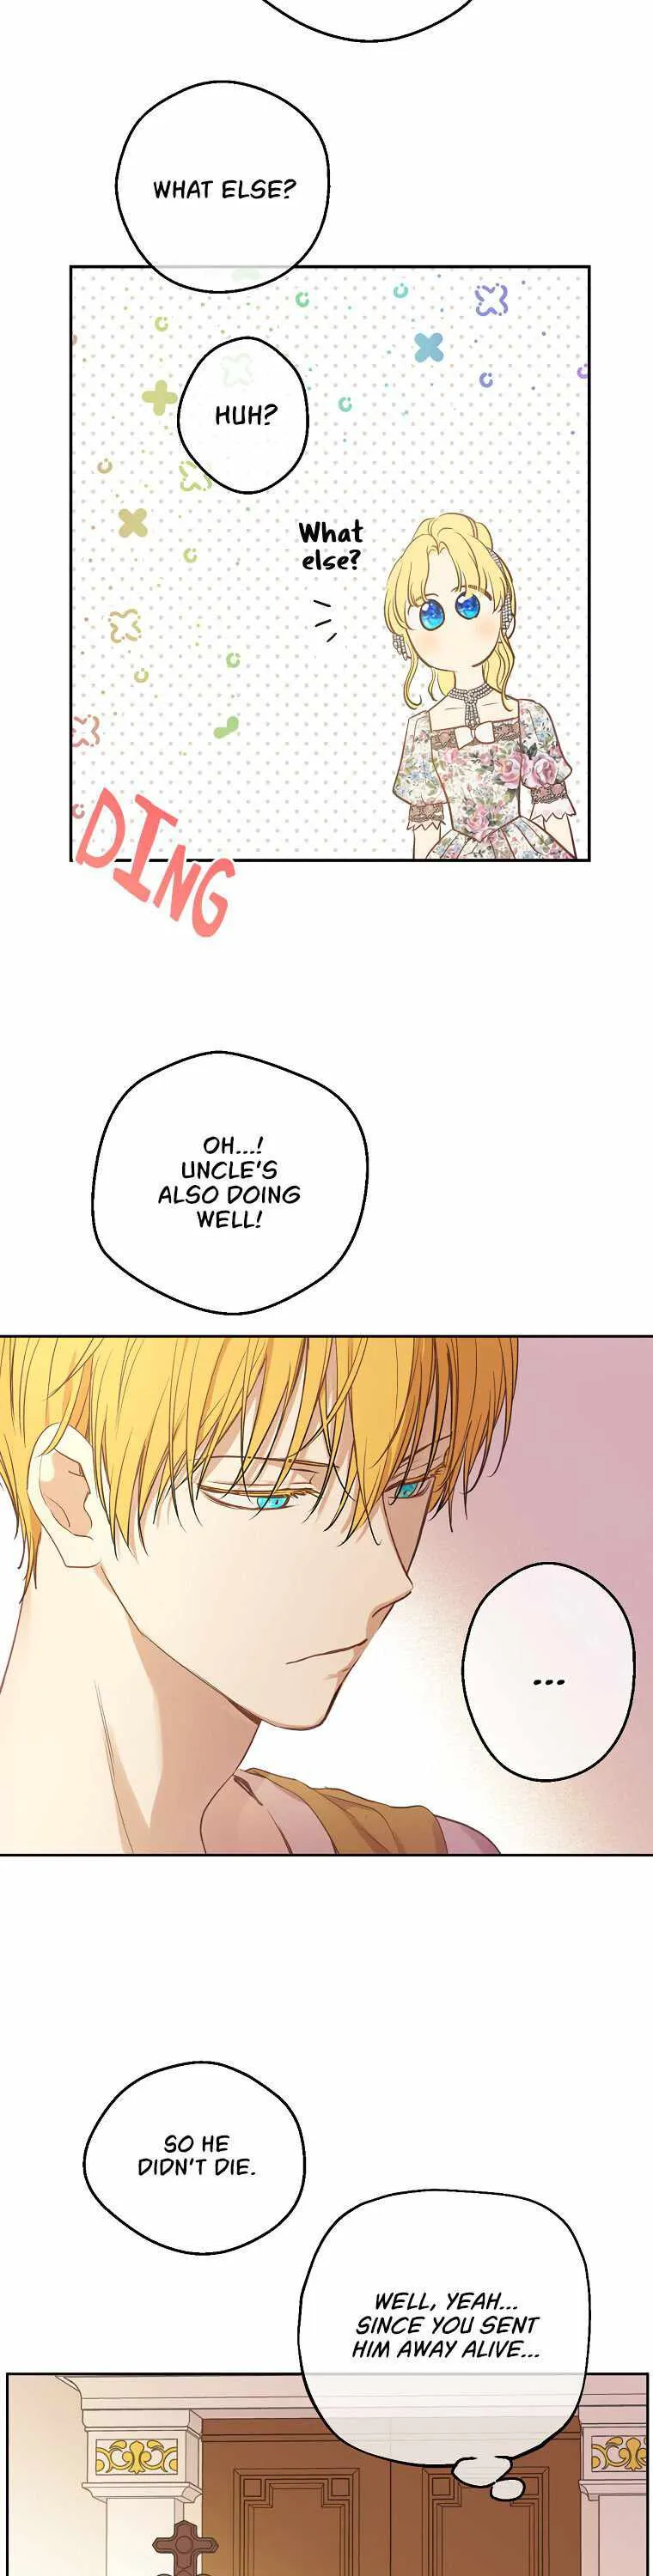 WHAT ELSE?
HUH?
What
else?
DING
OH...!
UNCLE'S
ALSO DOING
WELL!
...
SO HE
DIDN'T DIE.
WELL, YEAH...
SINCE YOU SENT
HIM AWAY ALIVE...